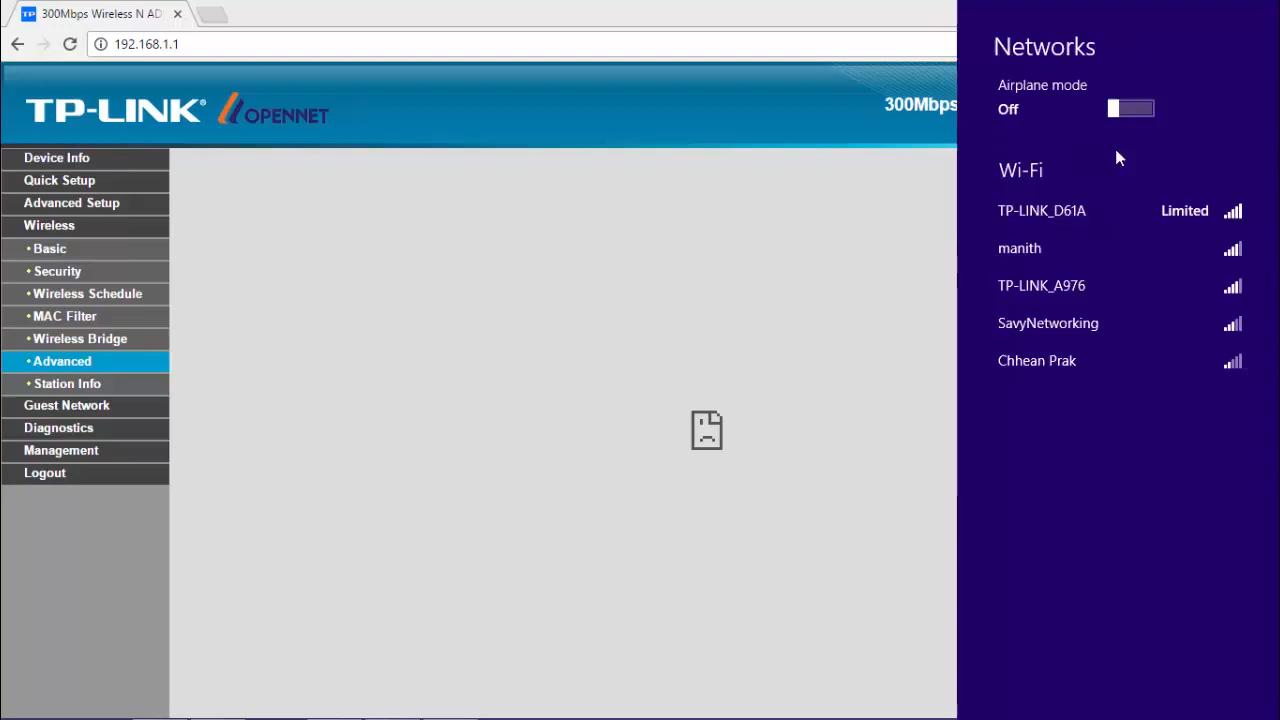 300Mbps Wireless N AD
192.168.1.1
TP-LINK® OPENNET
300Mbps
Device Info
Quick Setup
Advanced Setup
Wireless
• Basic
• Security
• Wireless Schedule
• MAC Filter
• Wireless Bridge
• Advanced
• Station Info
Guest Network
Diagnostics
Management
Logout
Networks
Airplane mode
Off
Wi-Fi
TP-LINK_D61A Limited
manith
TP-LINK_A976
SavyNetworking
Chhean Prak